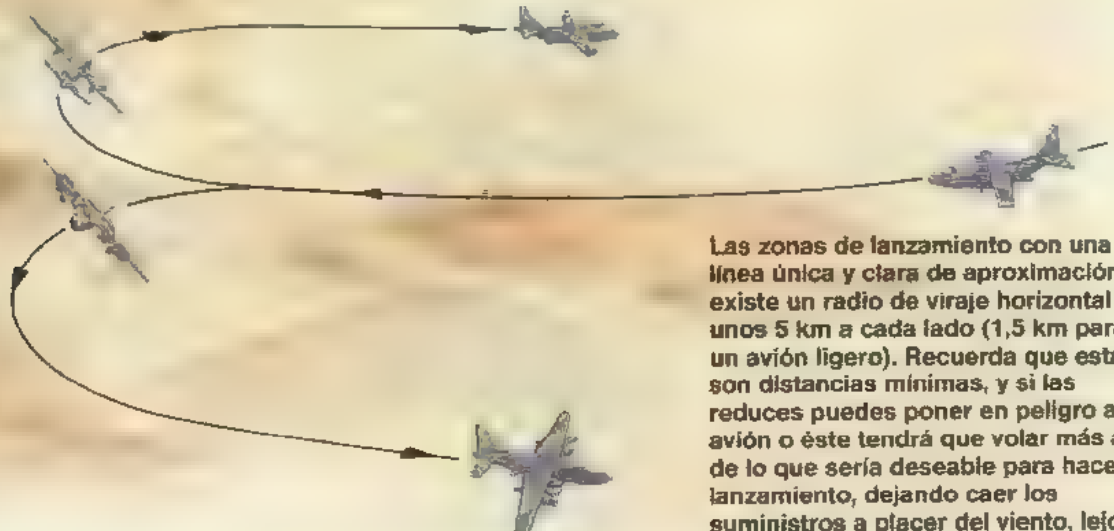 Las zonas de lanzamiento con una
línea única y clara de aproximación
existe un radio de viraje horizontal
unos 5 km a cada lado (1,5 km para
un avión ligero). Recuerda que est
son distancias mínimas, y si las
reduces puedes poner en peligro a
avión o éste tendrá que volar más a
de lo que sería deseable para hace
lanzamiento, dejando caer los
suministros a placer del viento, lejo